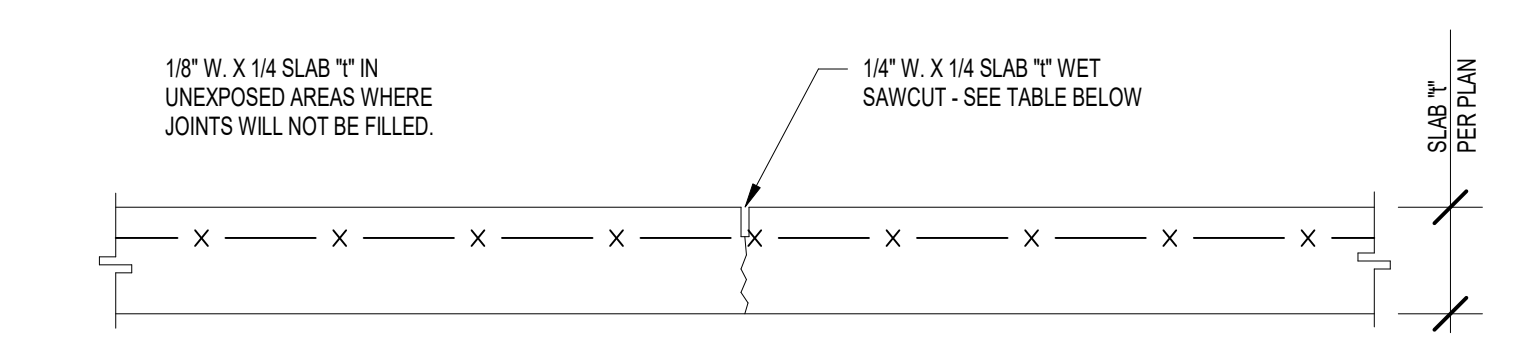 1/8" W. X 1/4 SLAB "t" IN
UNEXPOSED AREAS WHERE
JOINTS WILL NOT BE FILLED.
1/4" W. X 1/4 SLAB "t" WET
SAWCUT - SEE TABLE BELOW
SLAB "t"
PER PLAN